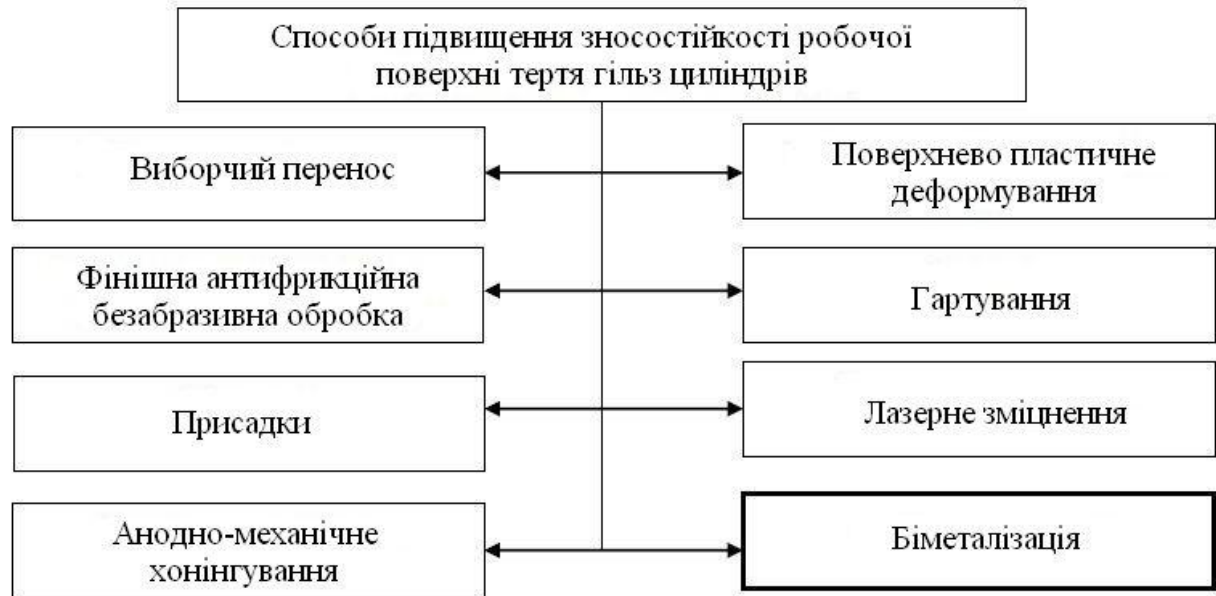 Способи підвищення зносостійкості робочої
поверхні тертя гільз циліндрів
Виборчий перенос
Поверхнево пластичне
деформування
Фінішна антифрикційна
безабразивна обробка
Гартування
Присадки
Лазерне зміцнення
Анодно-механічне
хонінгування
Біметалізація